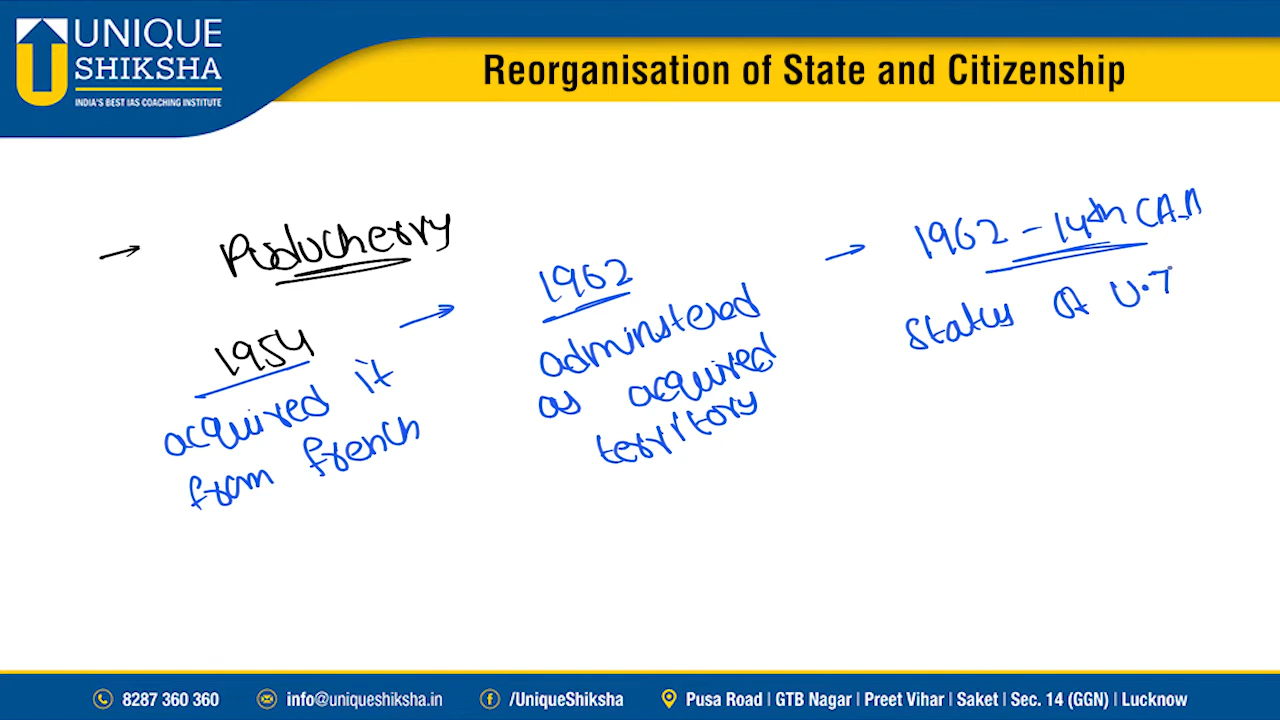 UNIQUE
SHIKSHA
INDIA'S BEST IAS COACHING INSTITUTE
Reorganisation of State and Citizenship
Puducherry
1954
acquired it
from french
1962
administered
as acquired
territory
1962 - 14th CAA
Status of U.T
8287 360 360
info@uniqueshiksha.in
/UniqueShiksha
Pusa Road | GTB Nagar | Preet Vihar | Saket | Sec. 14 (GGN) | Lucknow